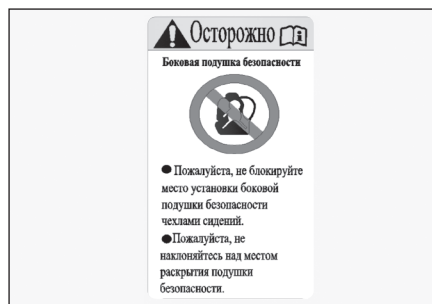 Осторожно
Боковая подушка безопасности
● Пожалуйста, не блокируйте
место установки боковой
подушки безопасности
чехлами сидений.
●Пожалуйста, не
наклоняйтесь над местом
раскрытия подушки
безопасности.